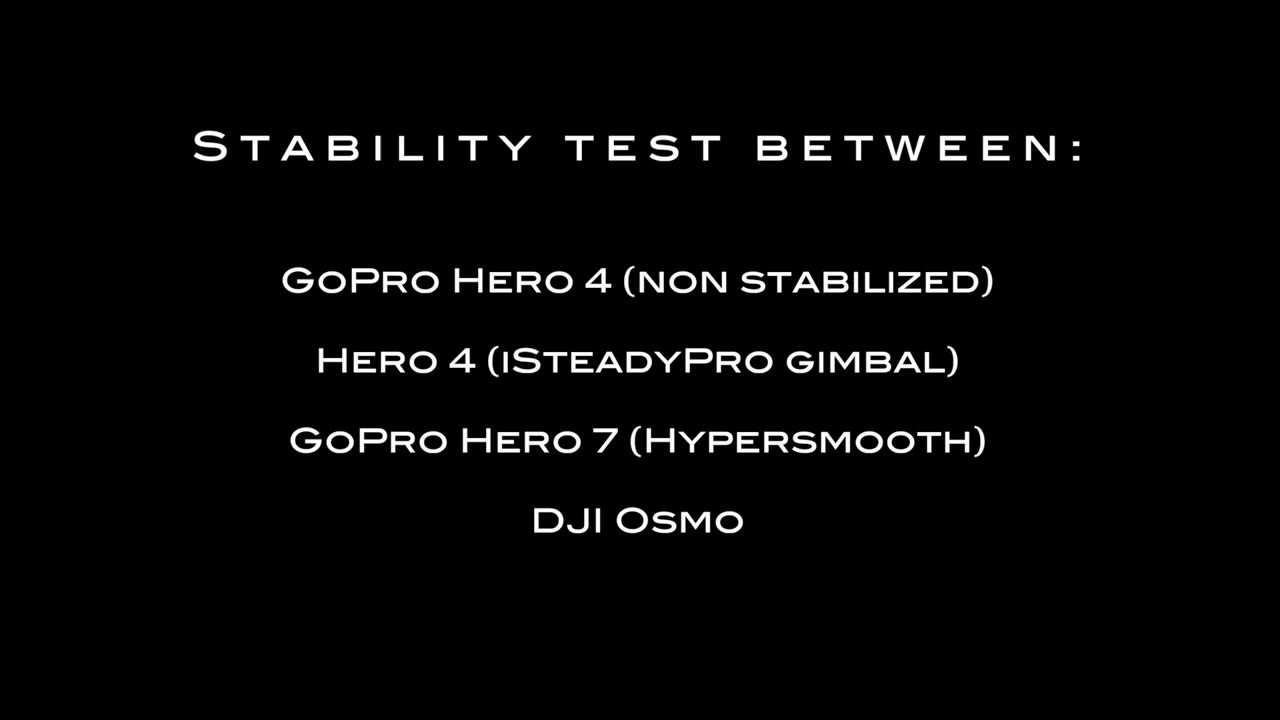 Stability test between:
GoPro Hero 4 (non stabilized)
Hero 4 (iSteadyPro gimbal)
GoPro Hero 7 (Hypersmooth)
DJI Osmo